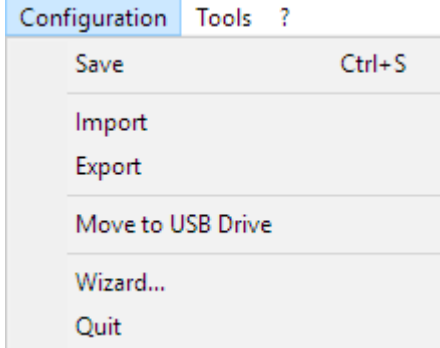 Configuration Tools ?
Save Ctrl+S
Import
Export
Move to USB Drive
Wizard...
Quit